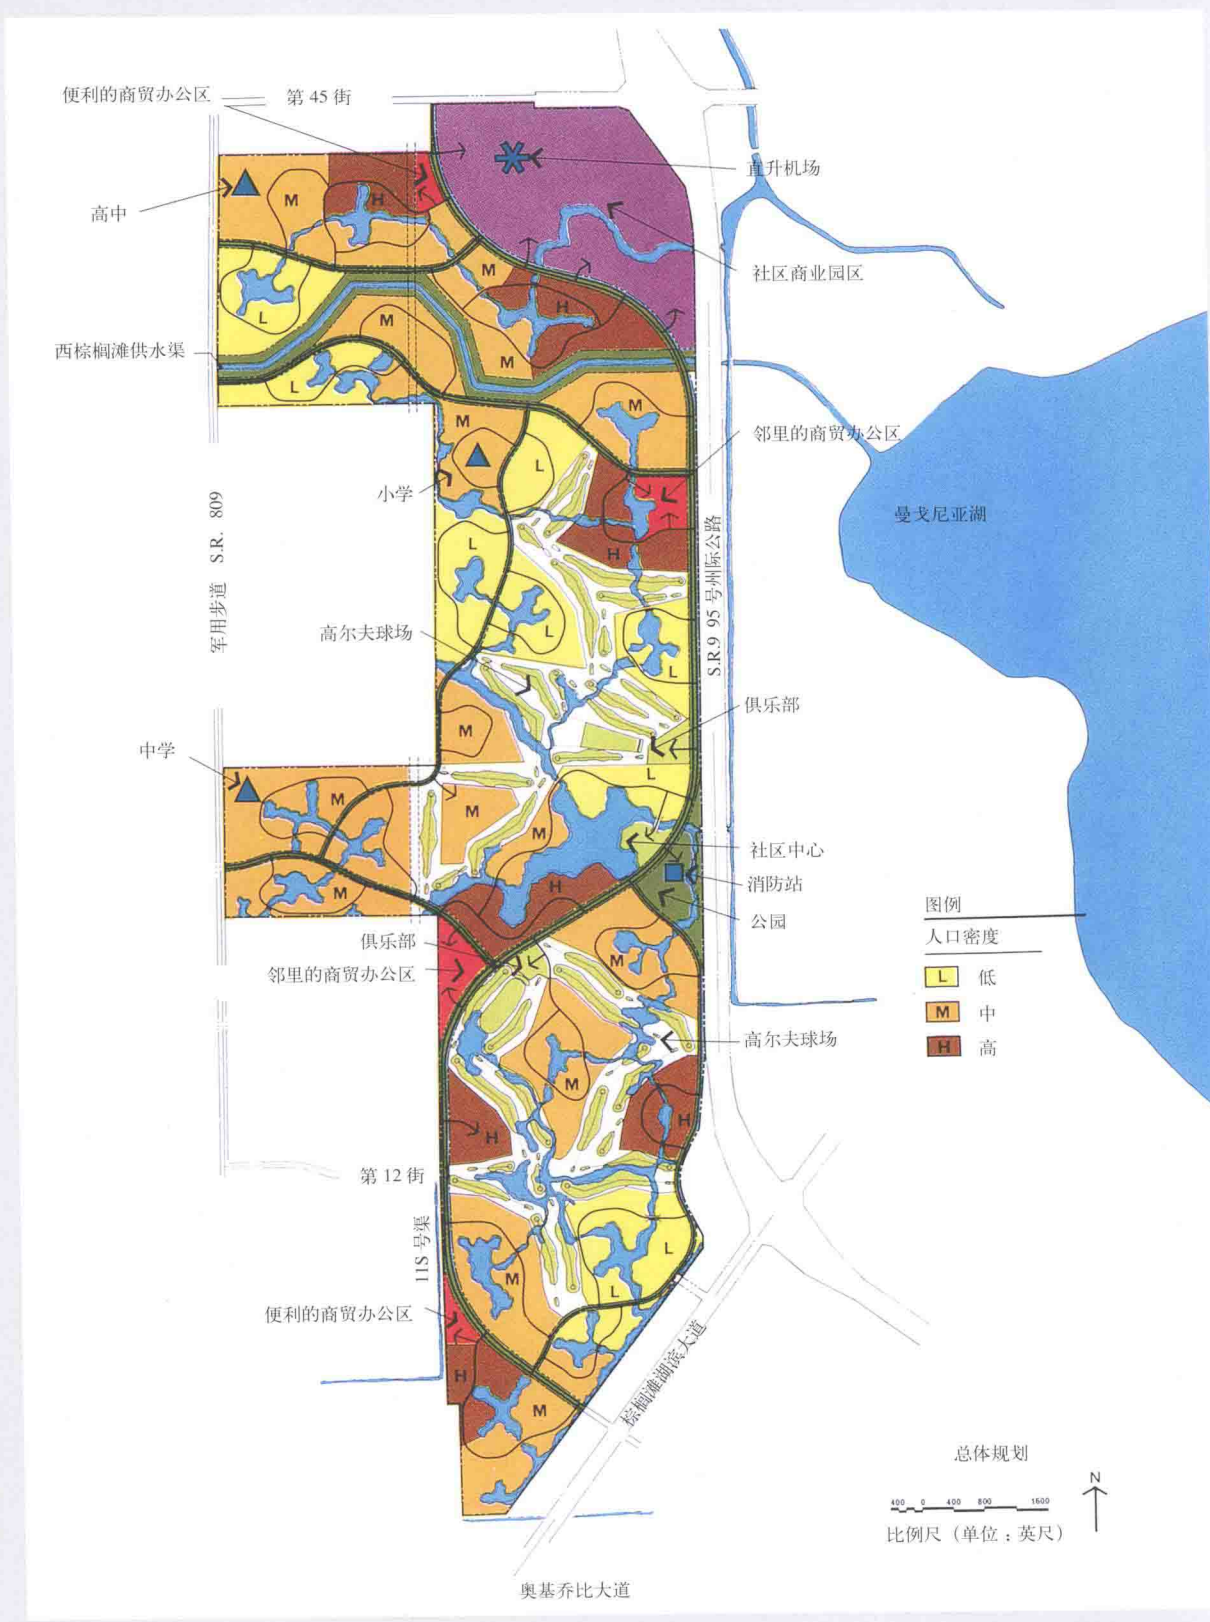 便利的商贸办公区
第 45 街
直升机场
M
H
高中
社区商业园区
M
L
H
M
西棕榈滩供水渠
M
L
M
M
邻里的商贸办公区
L
小学
曼戈尼亚湖
军用步道 S.R. 809
S.R.9 95 号州际公路
L
H
高尔夫球场
L
L
俱乐部
M
中学
L
M
M
M
社区中心
H
消防站
M
公园
图例
俱乐部
人口密度
邻里的商贸办公区
M
L 低
M 中
高尔夫球场
H 高
M
H
H
第 12 街
11S 号渠
L
M
L
便利的商贸办公区
棕榈滩湖滨大道
H
M
总体规划
N
400 0 400 800 1600
比例尺（单位：英尺）
奥基乔比大道